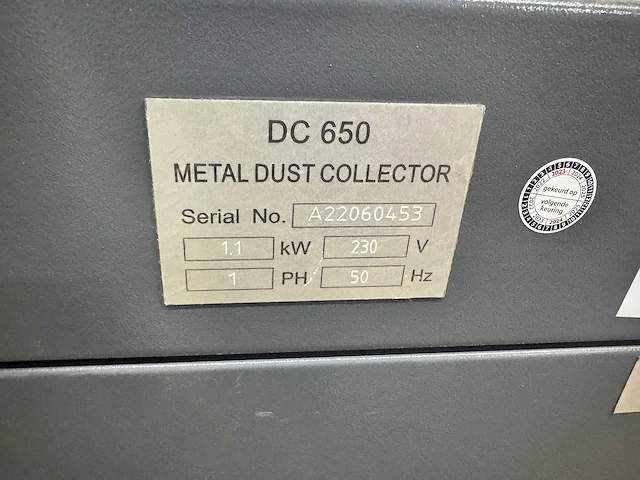 DC 650
METAL DUST COLLECTOR
Serial No. A22060453
1.1 kW 230 V
1 PH 50 Hz
gekeurd op
volgende
keuring